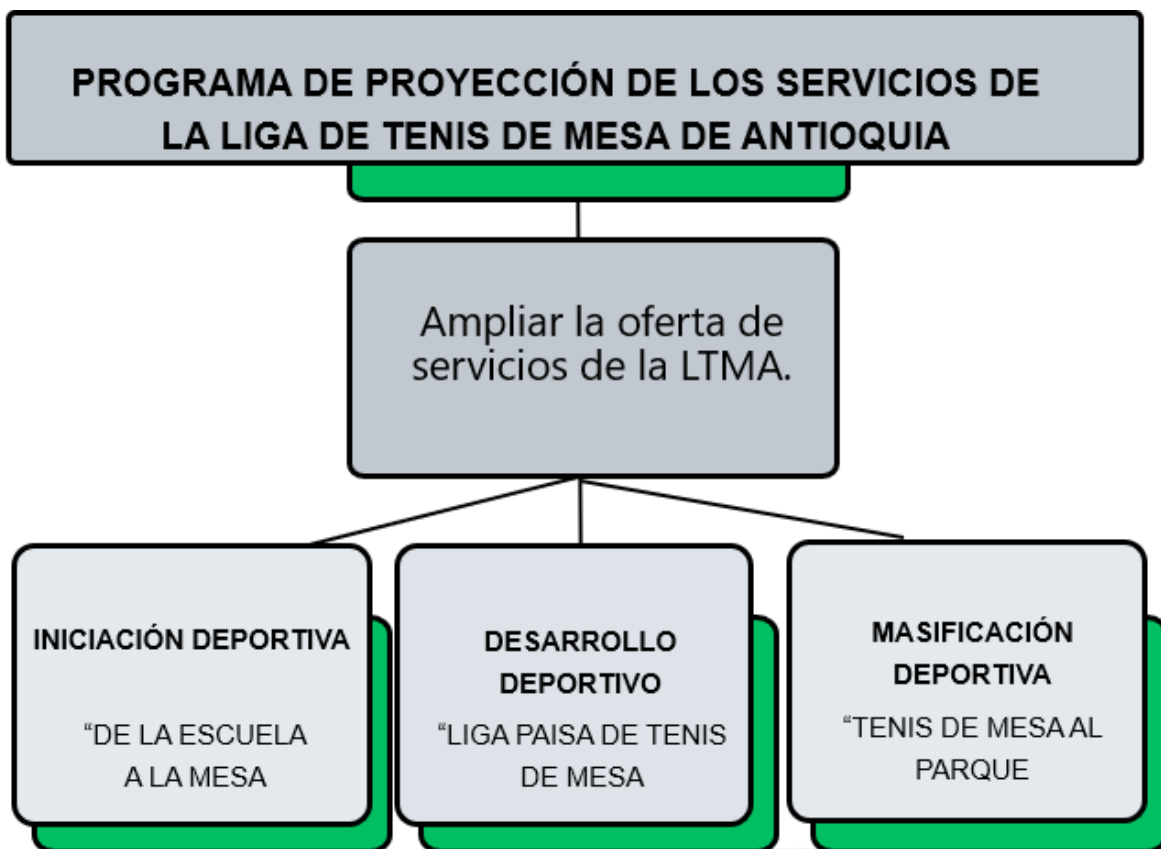 PROGRAMA DE PROYECCIÓN DE LOS SERVICIOS DE
LA LIGA DE TENIS DE MESA DE ANTIOQUIA
Ampliar la oferta de
servicios de la LTMA.
INICIACIÓN DEPORTIVA
“DE LA ESCUELA
A LA MESA
DESARROLLO
DEPORTIVO
“LIGA PAISA DE TENIS
DE MESA
MASIFICACIÓN
DEPORTIVA
“TENIS DE MESA AL
PARQUE